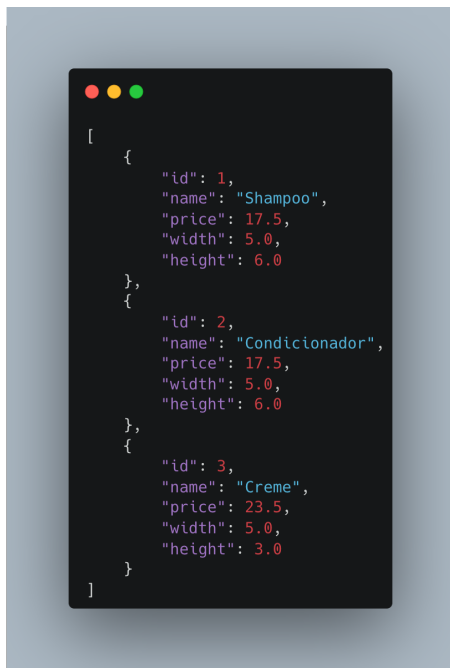 [
    {
        "id": 1,
        "name": "Shampoo",
        "price": 17.5,
        "width": 5.0,
        "height": 6.0
    },
    {
        "id": 2,
        "name": "Condicionador",
        "price": 17.5,
        "width": 5.0,
        "height": 6.0
    },
    {
        "id": 3,
        "name": "Creme",
        "price": 23.5,
        "width": 5.0,
        "height": 3.0
    }
]